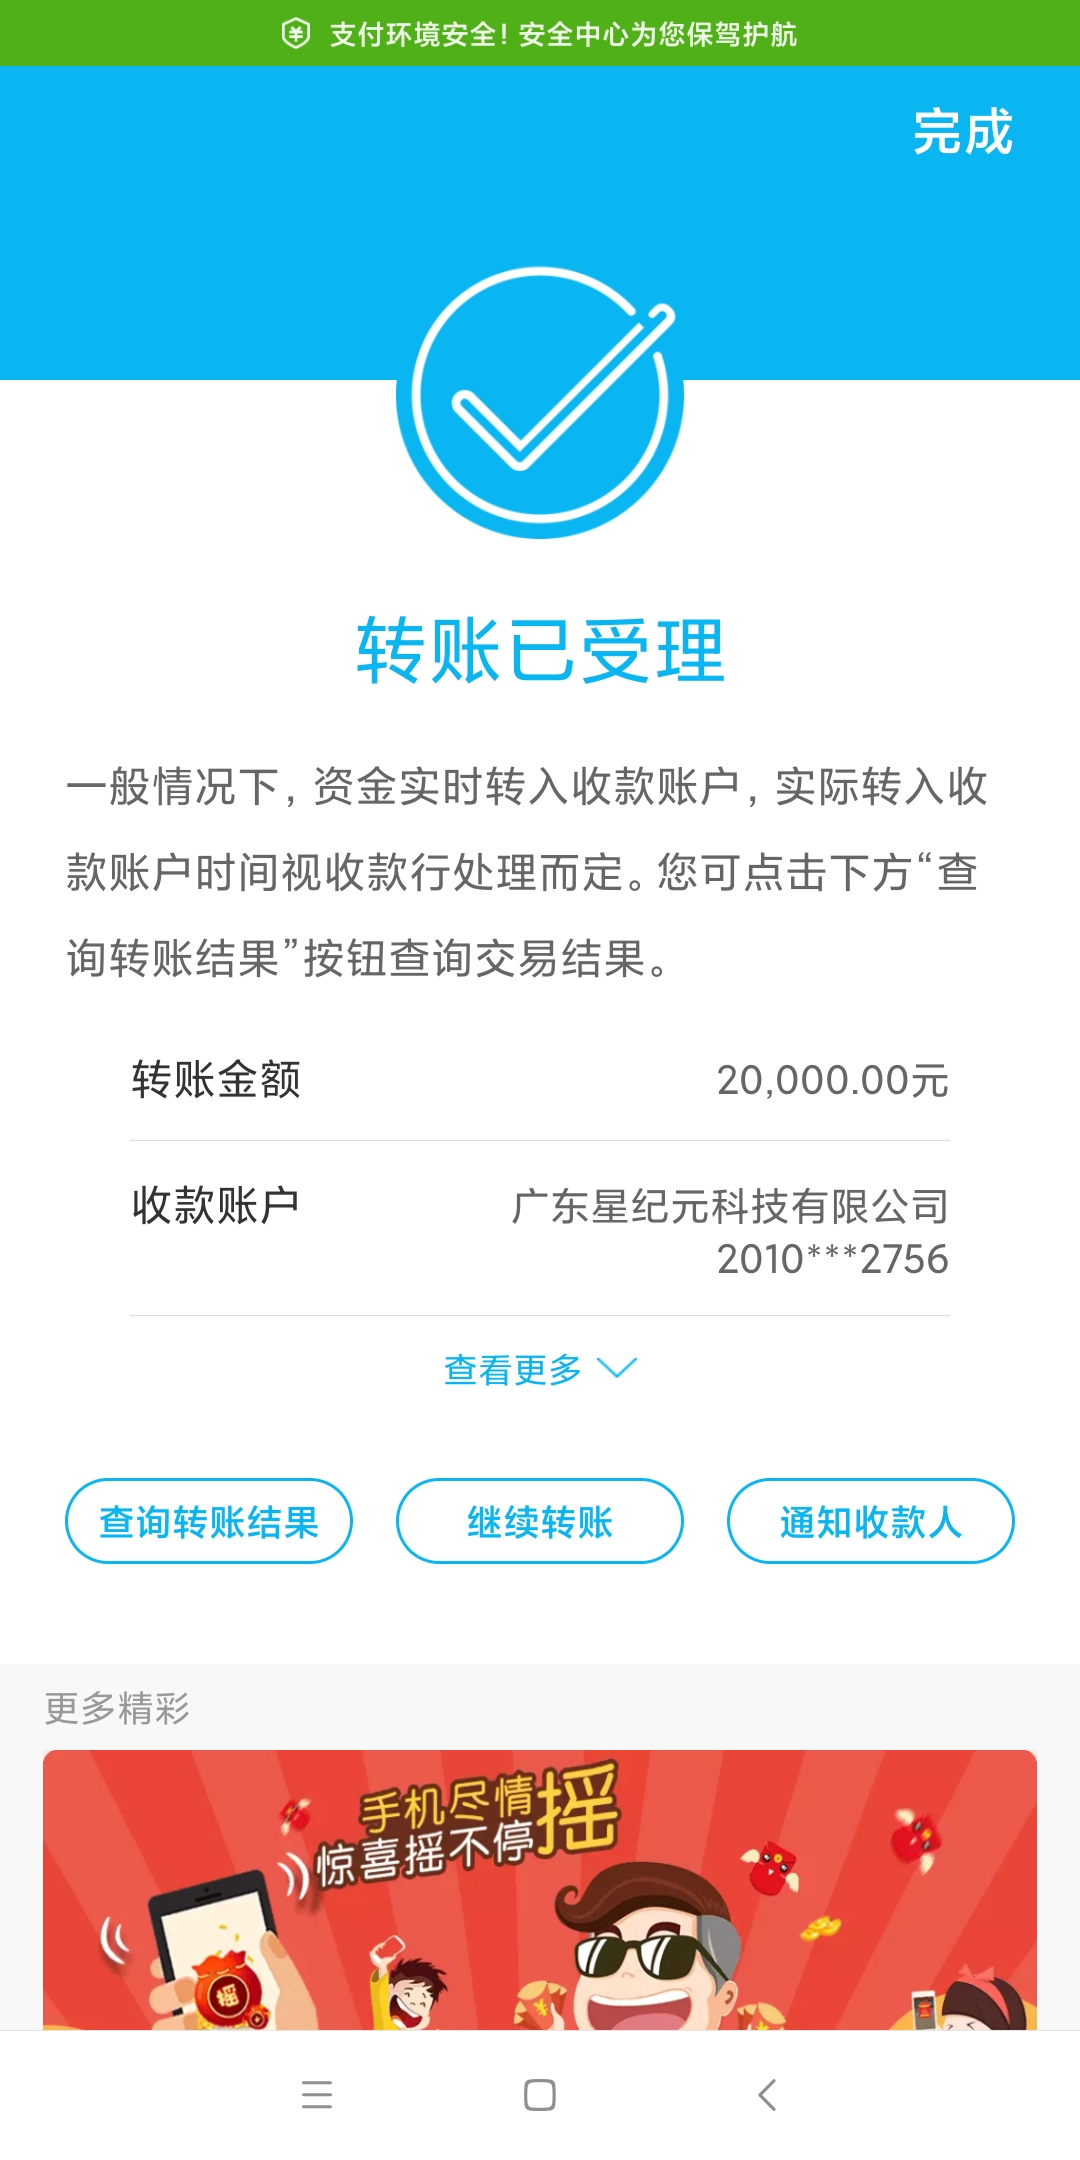 支付环境安全！安全中心为您保驾护航
完成
转账已受理
一般情况下，资金实时转入收款账户，实际转入收
款账户时间视收款行处理而定。您可点击下方“查
询转账结果”按钮查询交易结果。
转账金额 20,000.00元
收款账户 广东星纪元科技有限公司
2010***2756
查看更多
查询转账结果 继续转账 通知收款人
更多精彩
手机尽情摇
惊喜摇不停
摇